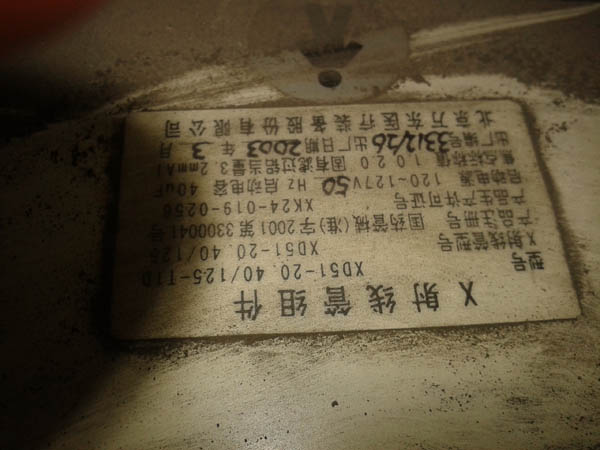 X射线管组件
型号 XD51-20.40/125-T1D
X射线管型号 XD51-20.40/125
产品注册号 国药管械(准)字2001第3300041号
产品生产许可证号 XK24-019-0256
启动电源 120~127V 50 Hz 启动电容 40uF
焦点标称值 1.0 2.0 固有滤过铝当量3.2mmAl
出厂编号 3312/26 出厂日期 2003 年 3 月
北京万东医疗装备股份有限公司